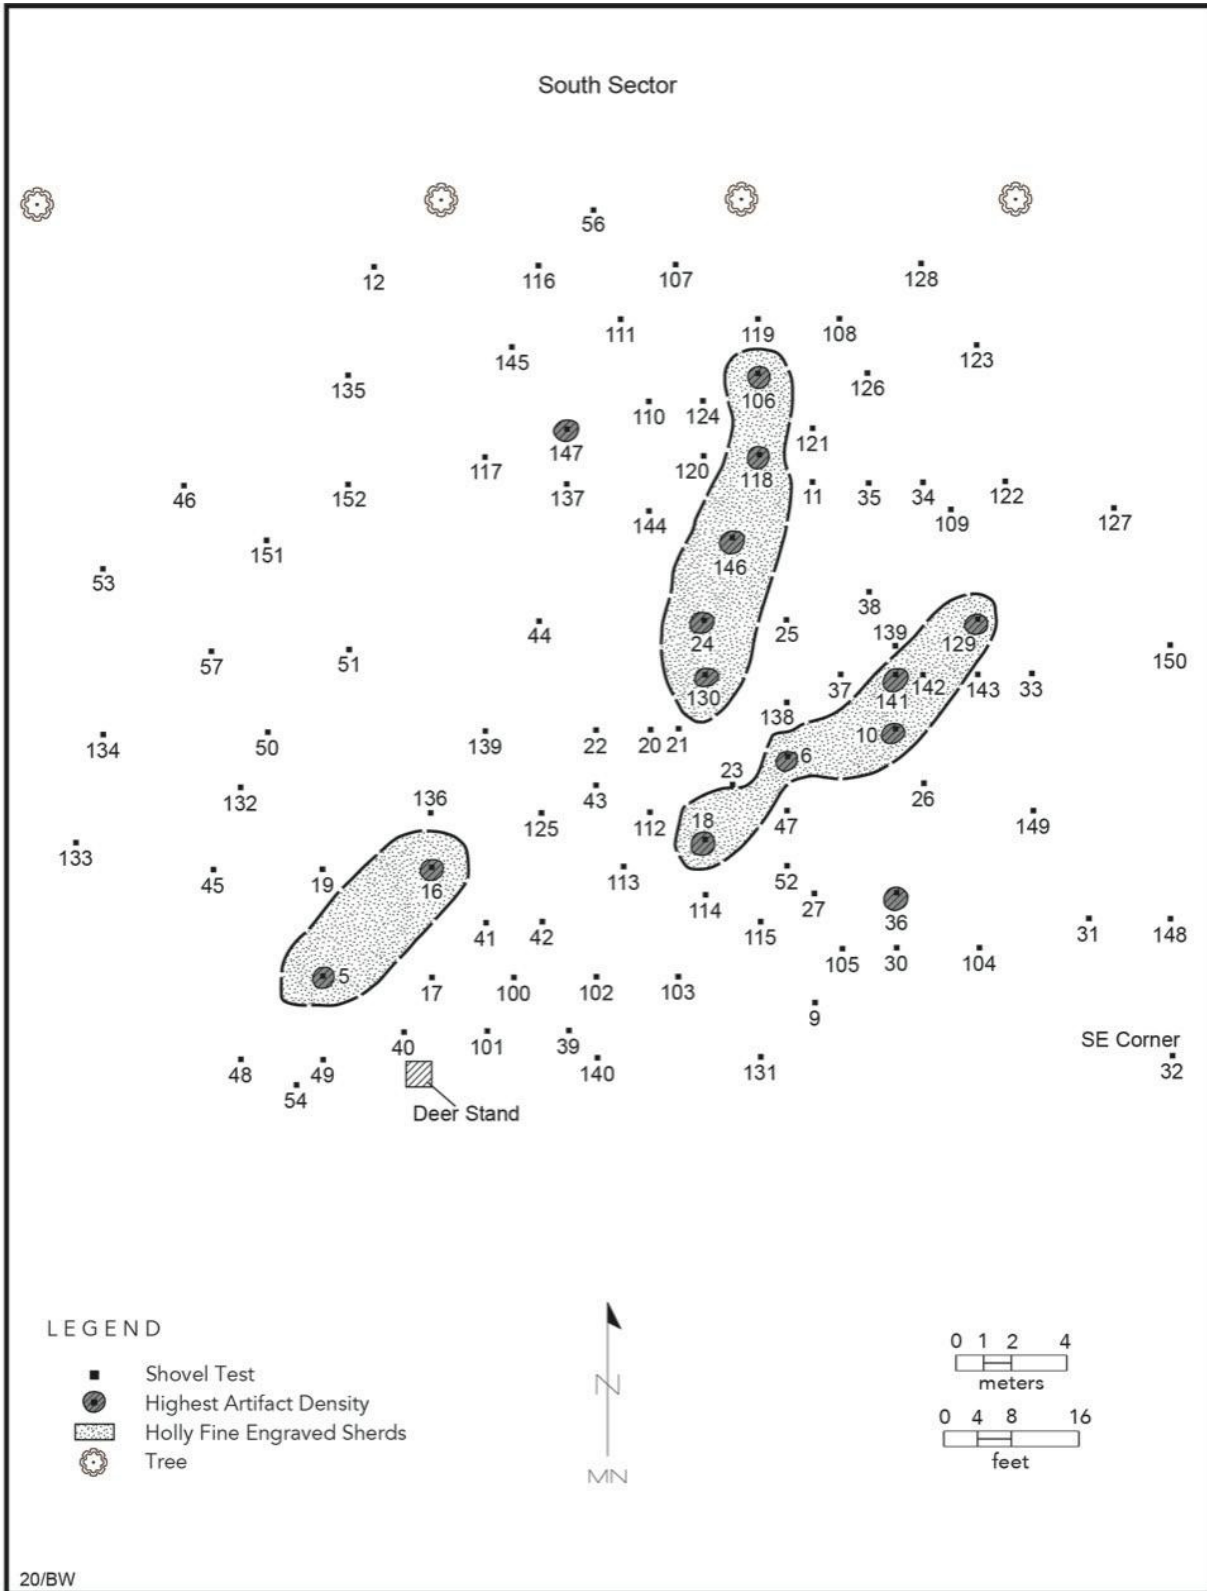 South Sector
56
12 116 107 128
111 119 108
145 123
135 106 126
110 124
147 121
117 120 118
46 152 137 11 35 34 122
144 109 127
151 146
53 38
44 24 25 139 129
57 51 150
130 37 141 142 143 33
138
134 50 139 22 20 21 10
6
23
132 136 43 26
125 112 18 47 149
133
45 19 16 113 52
114 27 36
41 42 115 31 148
5 105 30 104
17 100 102 103
9
40 101 39 SE Corner
48 49 140 131 32
54
Deer Stand
LEGEND
Shovel Test
Highest Artifact Density
Holly Fine Engraved Sherds
Tree
N
MN
0 1 2 4
meters
0 4 8 16
feet
20/BW